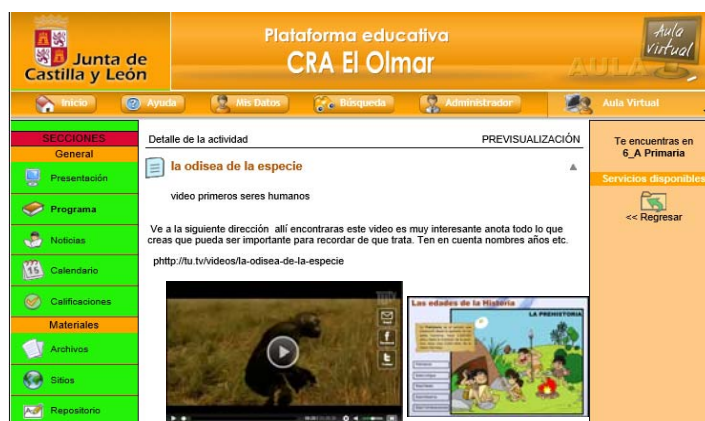 Junta de
Castilla y León
Plataforma educativa
CRA El Olmar
Aula
Virtual
AULA
Inicio
Ayuda
Mis Datos
Búsqueda
Administrador
Aula Virtual
SECCIONES
General
Presentación
Programa
Noticias
Calendario
Calificaciones
Materiales
Archivos
Sitios
Repositorio
Detalle de la actividad
PREVISUALIZACIÓN
la odisea de la especie
video primeros seres humanos
Ve a la siguiente dirección allí encontraras este video es muy interesante anota todo lo que
creas que pueda ser importante para recordar de que trata. Ten en cuenta nombres años etc.
phttp://tu.tv/videos/la-odisea-de-la-especie
Las edades de la Historia
LA PREHISTORIA
Te encuentras en
6_A Primaria
Servicios disponibles
<< Regresar